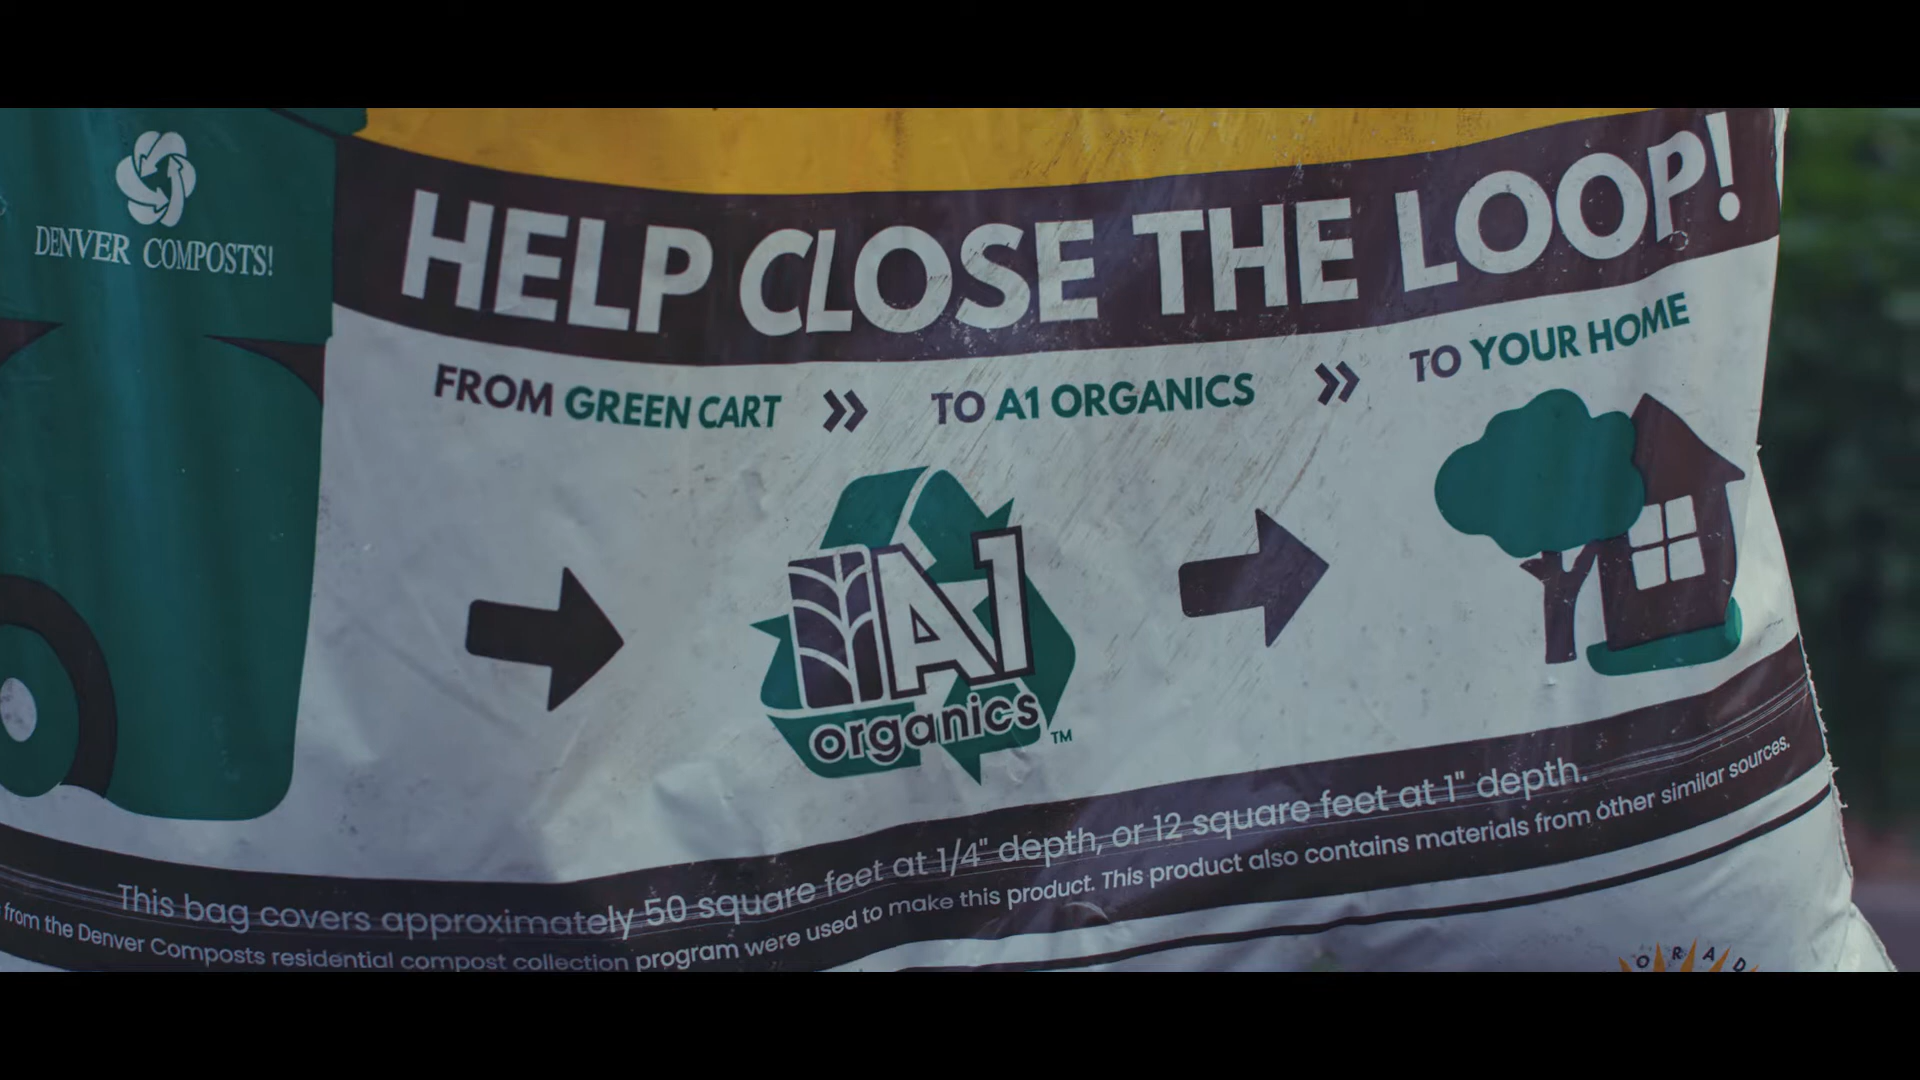 DENVER COMPOSTS!
HELP CLOSE THE LOOP!
FROM GREEN CART » TO A1 ORGANICS » TO YOUR HOME
A1
organics™
This bag covers approximately 50 square feet at 1/4" depth, or 12 square feet at 1" depth.
from the Denver Composts residential compost collection program were used to make this product. This product also contains materials from other similar sources.